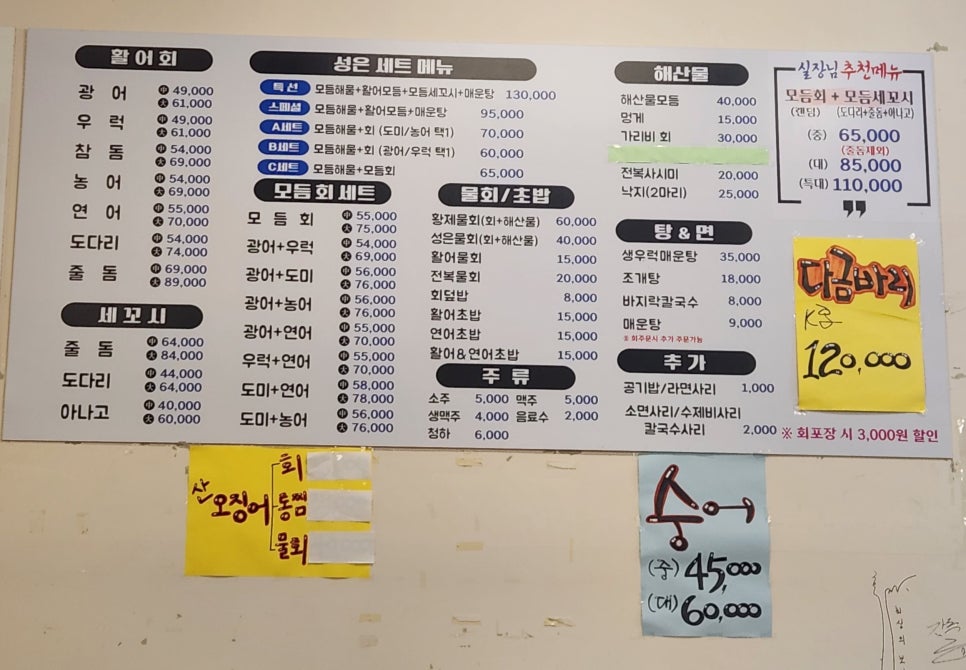 활어회
광 어 中 49,000
大 61,000
우 럭 中 49,000
大 61,000
참 돔 中 54,000
大 69,000
농 어 中 54,000
大 69,000
연 어 中 55,000
大 70,000
도다리 中 54,000
大 74,000
줄 돔 中 69,000
大 89,000
세꼬시
줄 돔 中 64,000
大 84,000
도다리 中 44,000
大 64,000
아나고 中 40,000
大 60,000
성은 세트 메뉴
특선 모듬해물+활어모듬+모듬세꼬시+매운탕 130,000
스페셜 모듬해물+활어모듬+매운탕 95,000
A세트 모듬해물+회 (도미/농어 택1) 70,000
B세트 모듬해물+회 (광어/우럭 택1) 60,000
C세트 모듬해물+모듬회 65,000
모듬회세트
모 듬 회 中 55,000
大 75,000
광어+우럭 中 54,000
大 69,000
광어+도미 中 56,000
大 76,000
광어+농어 中 56,000
大 76,000
광어+연어 中 55,000
大 70,000
우럭+연어 中 55,000
大 70,000
도미+연어 中 58,000
大 78,000
도미+농어 中 56,000
大 76,000
물회/초밥
황제물회(회+해산물) 60,000
성은물회(회+해산물) 40,000
활어물회 15,000
전복물회 20,000
회덮밥 8,000
활어초밥 15,000
연어초밥 15,000
활어&연어초밥 15,000
주 류
소주 5,000 맥주 5,000
생맥주 4,000 음료수 2,000
청하 6,000
해산물
해산물모듬 40,000
멍게 15,000
가리비 회 30,000
전복사시미 20,000
낙지(2마리) 25,000
탕&면
생우럭매운탕 35,000
조개탕 18,000
바지락칼국수 8,000
매운탕 9,000
※ 회주문시 추가 주문가능
추 가
공기밥/라면사리 1,000
소면사리/수제비사리
칼국수사리 2,000
실장님 추천메뉴
모듬회 + 모듬세꼬시
(랜덤) (도다리+줄돔+아나고)
(중) 65,000
(줄돔제외)
(대) 85,000
(특대) 110,000
다금바리
K로
120,000
※ 회포장 시 3,000원 할인
산오징어
회
통찜
물회
숭어
(중) 45,000
(대) 60,000